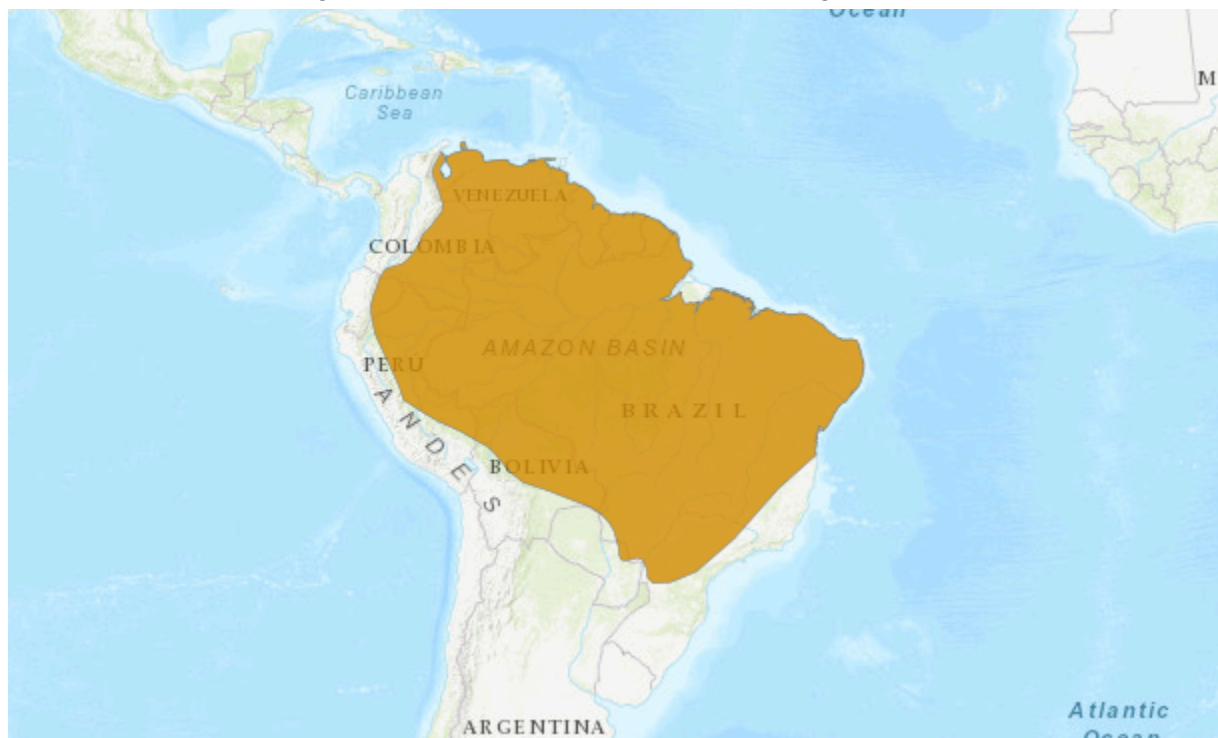 Ocean
M
Caribbean
Sea
VENEZUELA
COLOMBIA
AMAZON BASIN
PERU
BRAZIL
ANDES
BOLIVIA
Atlantic
Ocean
ARGENTINA